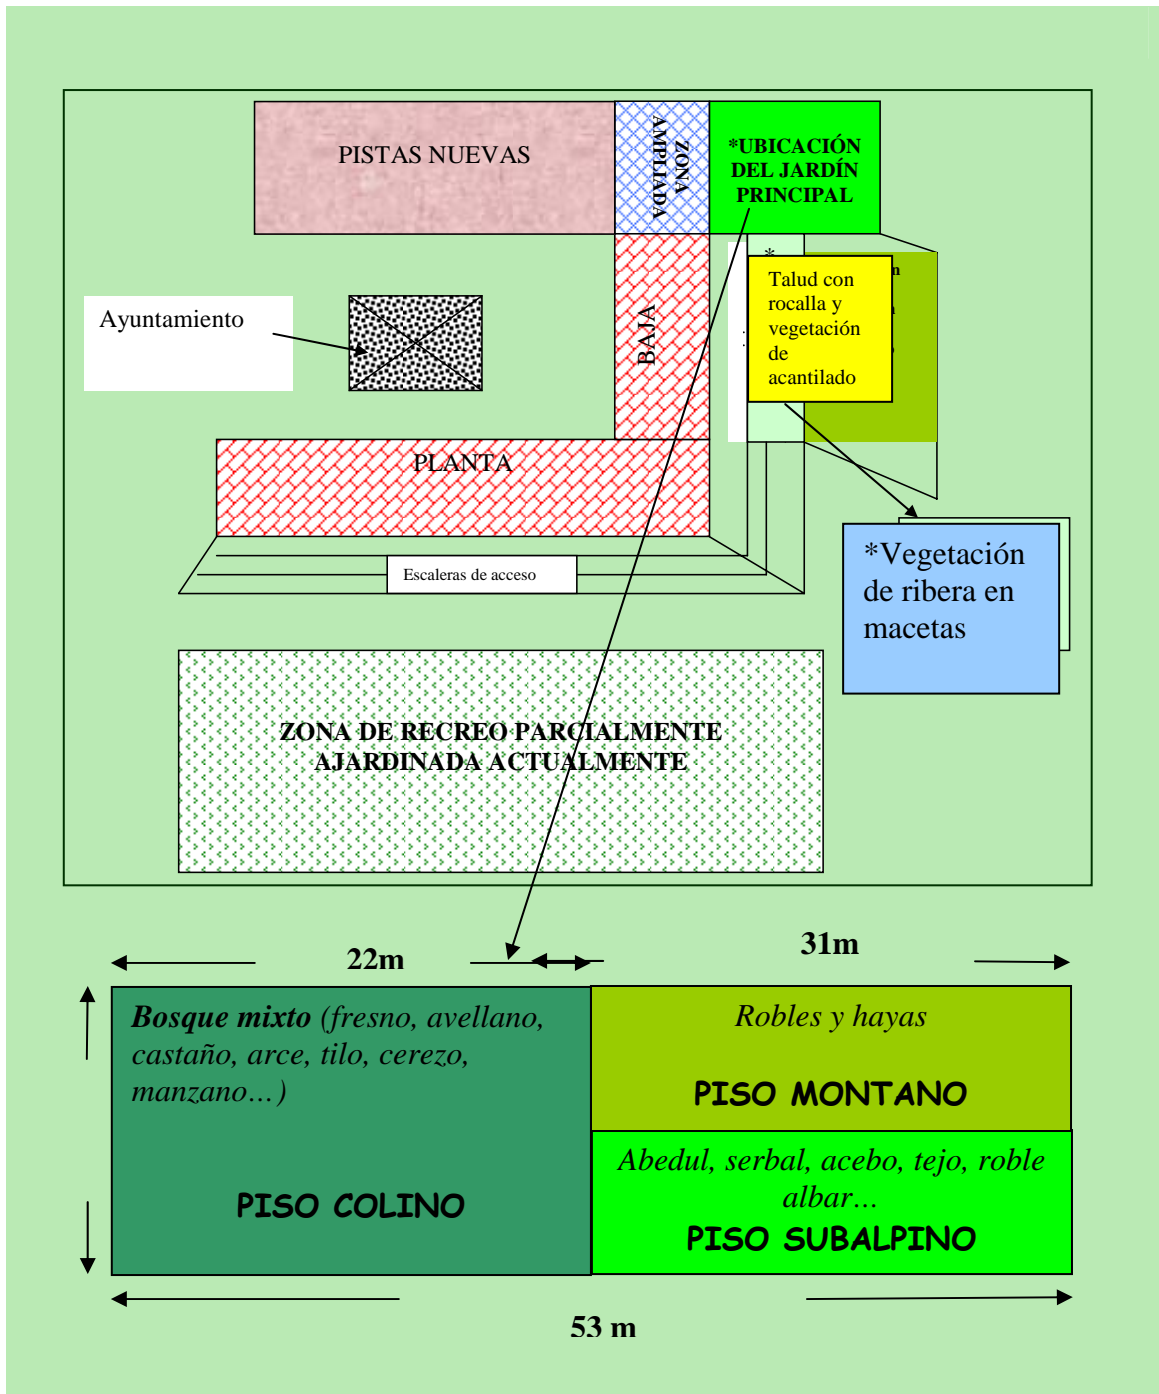 PISTAS NUEVAS
ZONA
AMPLIADA
*UBICACIÓN
DEL JARDÍN
PRINCIPAL
*
n
Talud con
rocalla y
vegetación
de
acantilado
Ayuntamiento
BAJA
PLANTA
Escaleras de acceso
*Vegetación
de ribera en
macetas
ZONA DE RECREO PARCIALMENTE
AJARDINADA ACTUALMENTE
22m
31m
Bosque mixto (fresno, avellano,
castaño, arce, tilo, cerezo,
manzano…)
PISO COLINO
Robles y hayas
PISO MONTANO
Abedul, serbal, acebo, tejo, roble
albar…
PISO SUBALPINO
53 m